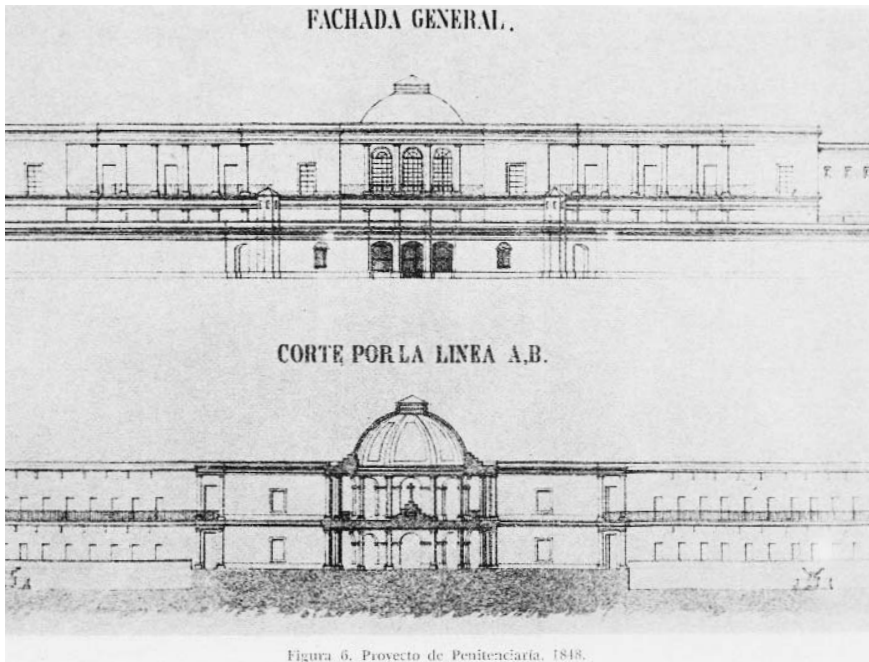 FACHADA GENERAL.
CORTE POR LA LINEA A,B.
Figura 6. Proyecto de Penitenciaría. 1848.